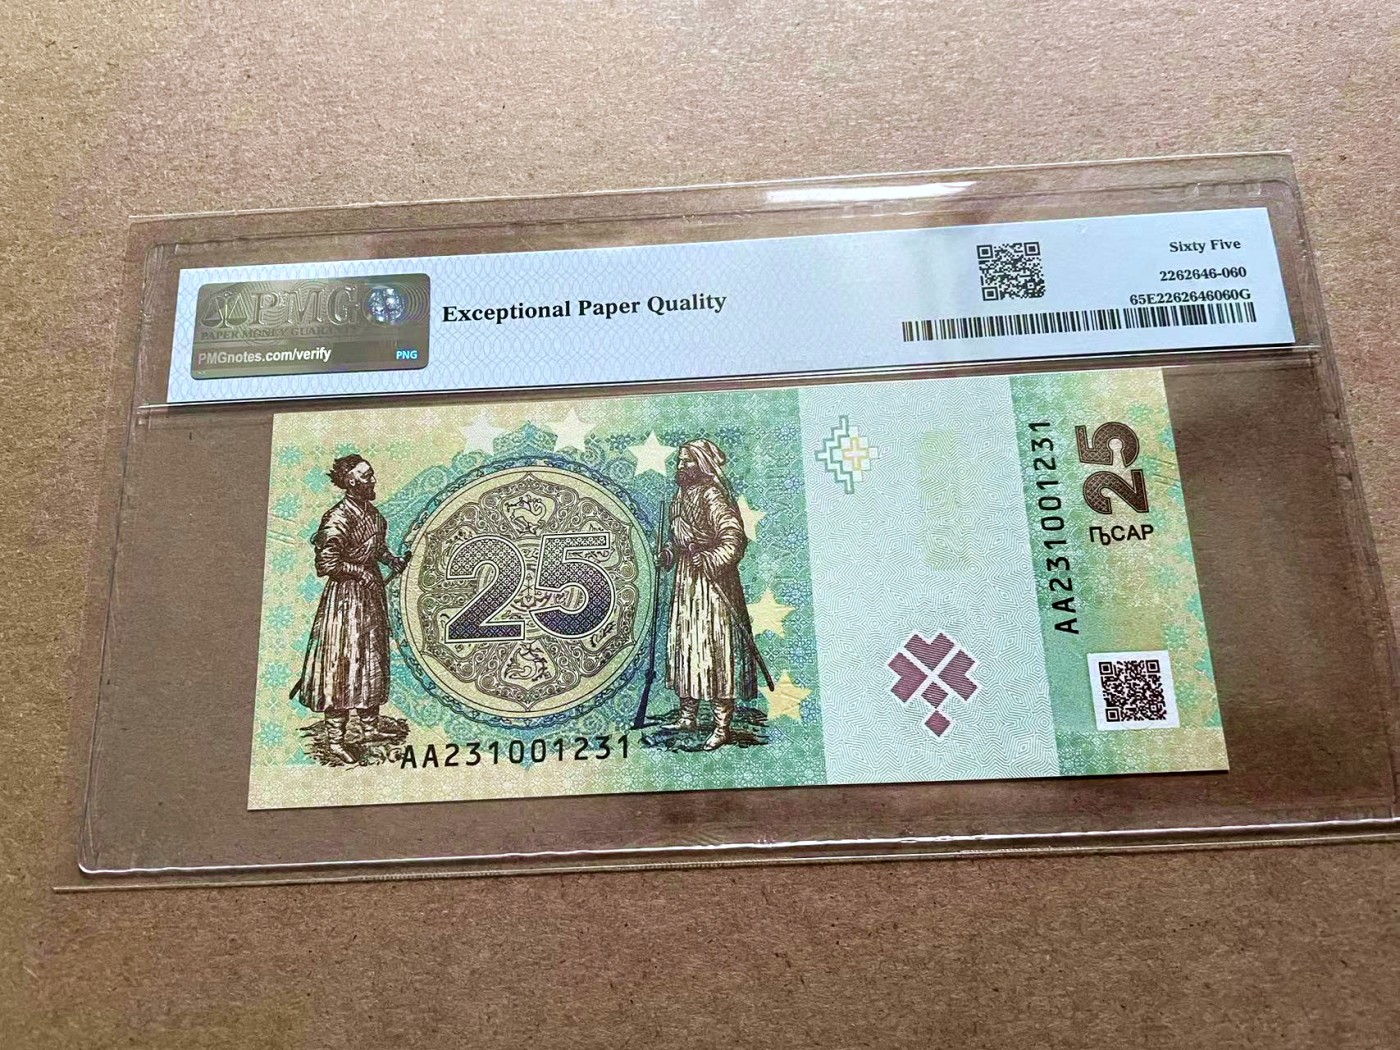 PMG
PAPER MONEY GUARANTY
PMGnotes.com/verify
PNG
Exceptional Paper Quality
Sixty Five
2262646-060
65E2262646060G
25
AA231001231
AA231001231
25
ҦСАР